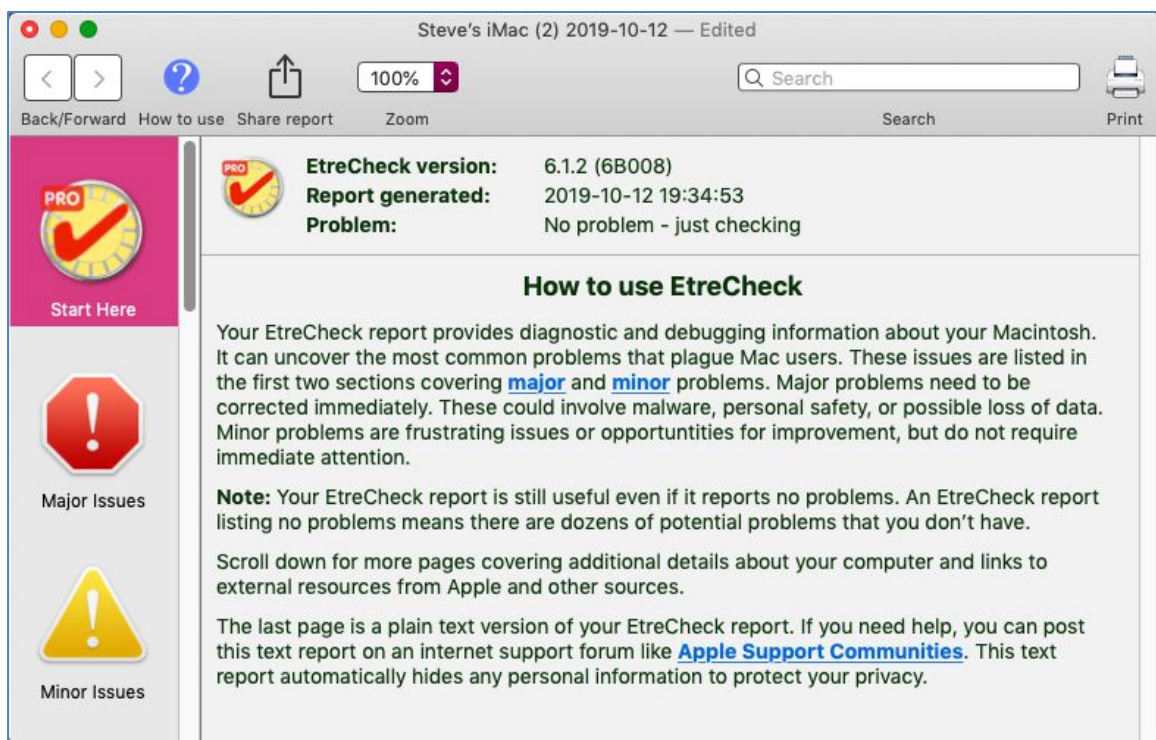 Steve's iMac (2) 2019-10-12 — Edited
100%
Search
Back/Forward How to use Share report Zoom Search Print
PRO
Start Here
Major Issues
Minor Issues
PRO
EtreCheck version: 6.1.2 (6B008)
Report generated: 2019-10-12 19:34:53
Problem: No problem - just checking
How to use EtreCheck
Your EtreCheck report provides diagnostic and debugging information about your Macintosh.
It can uncover the most common problems that plague Mac users. These issues are listed in
the first two sections covering major and minor problems. Major problems need to be
corrected immediately. These could involve malware, personal safety, or possible loss of data.
Minor problems are frustrating issues or opportuntities for improvement, but do not require
immediate attention.
Note: Your EtreCheck report is still useful even if it reports no problems. An EtreCheck report
listing no problems means there are dozens of potential problems that you don't have.
Scroll down for more pages covering additional details about your computer and links to
external resources from Apple and other sources.
The last page is a plain text version of your EtreCheck report. If you need help, you can post
this text report on an internet support forum like Apple Support Communities. This text
report automatically hides any personal information to protect your privacy.